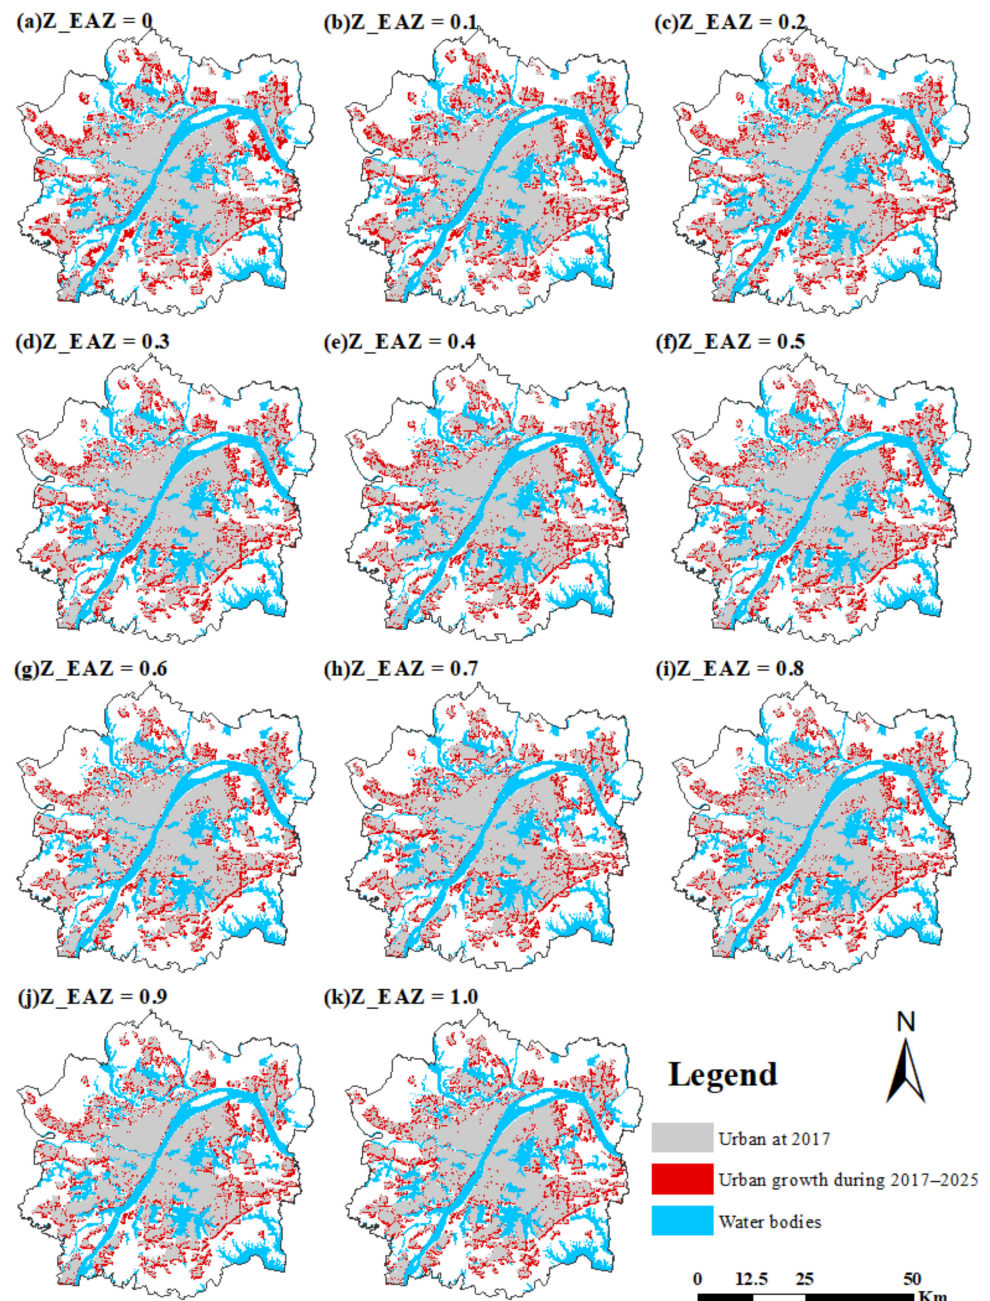 (a)Z_EAZ = 0
(b)Z_EAZ = 0.1
(c)Z_EAZ = 0.2
(d)Z_EAZ = 0.3
(e)Z_EAZ = 0.4
(f)Z_EAZ = 0.5
(g)Z_EAZ = 0.6
(h)Z_EAZ = 0.7
(i)Z_EAZ = 0.8
(j)Z_EAZ = 0.9
(k)Z_EAZ = 1.0
N
Legend
Urban at 2017
Urban growth during 2017–2025
Water bodies
0 12.5 25 50
Km